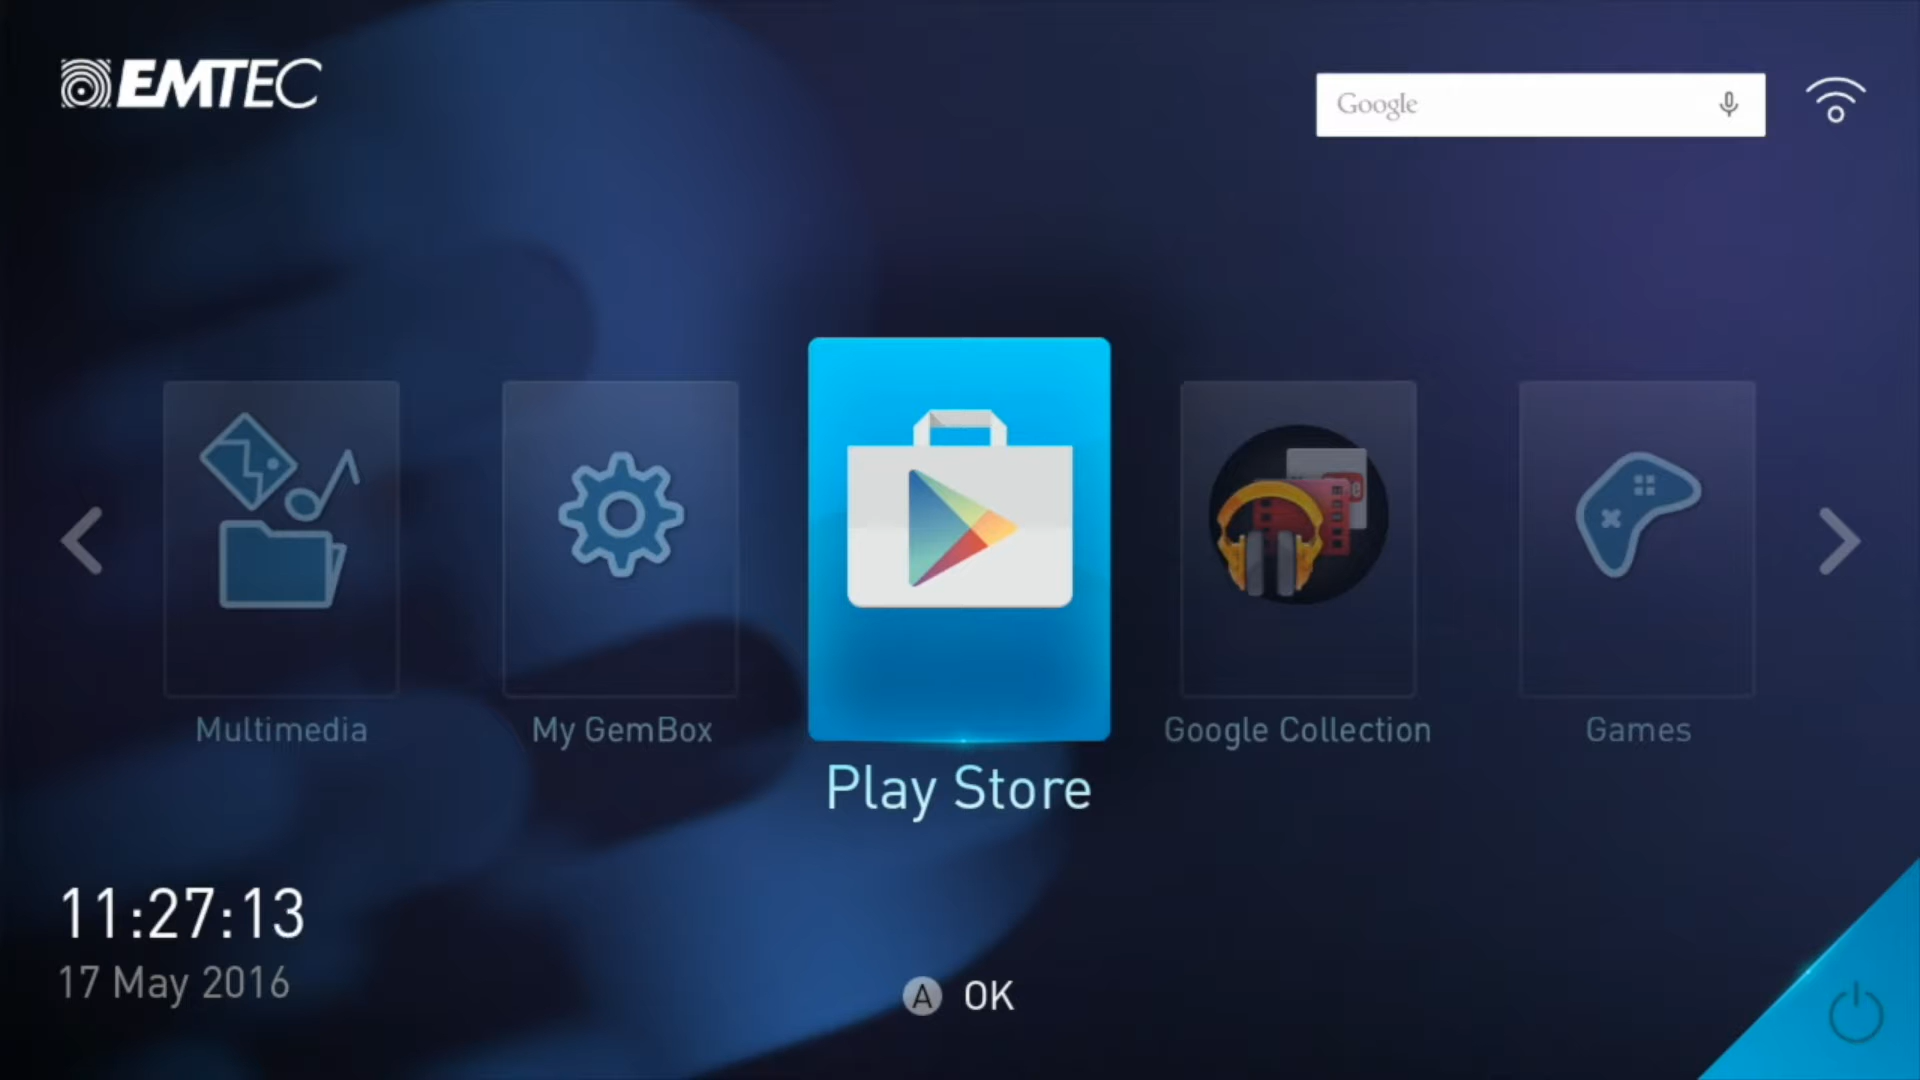 EMTEC
Google
Multimedia
My GemBox
Play Store
Google Collection
Games
11:27:13
17 May 2016
A OK